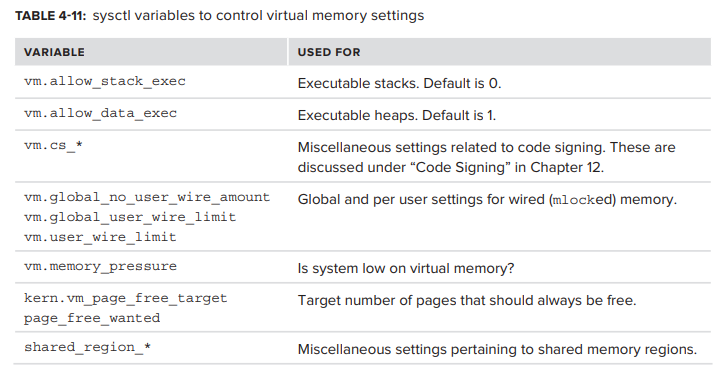 TABLE 4-11: sysctl variables to control virtual memory settings
VARIABLE
USED FOR
vm.allow_stack_exec
Executable stacks. Default is 0.
vm.allow_data_exec
Executable heaps. Default is 1.
vm.cs_*
Miscellaneous settings related to code signing. These are
discussed under “Code Signing” in Chapter 12.
vm.global_no_user_wire_amount
vm.global_user_wire_limit
vm.user_wire_limit
Global and per user settings for wired (mlocked) memory.
vm.memory_pressure
Is system low on virtual memory?
kern.vm_page_free_target
page_free_wanted
Target number of pages that should always be free.
shared_region_*
Miscellaneous settings pertaining to shared memory regions.